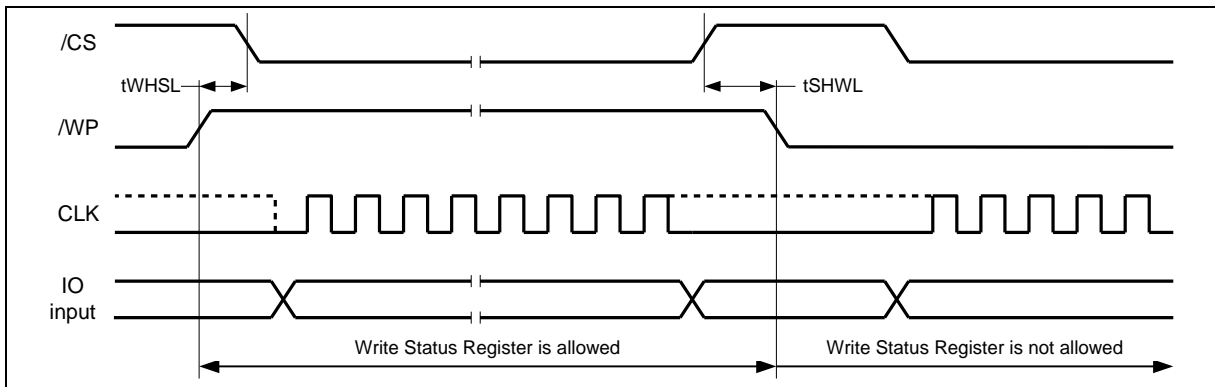 /CS
tWHSL
tSHWL
/WP
CLK
IO
input
Write Status Register is allowed
Write Status Register is not allowed